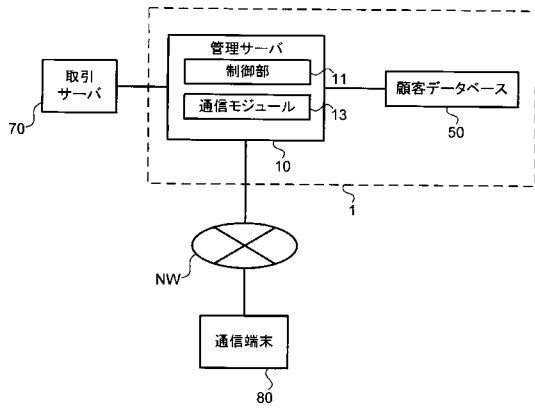 管理サーバ
制御部
11
通信モジュール
13
10
取引
サーバ
70
顧客データベース
50
1
NW
通信端末
80